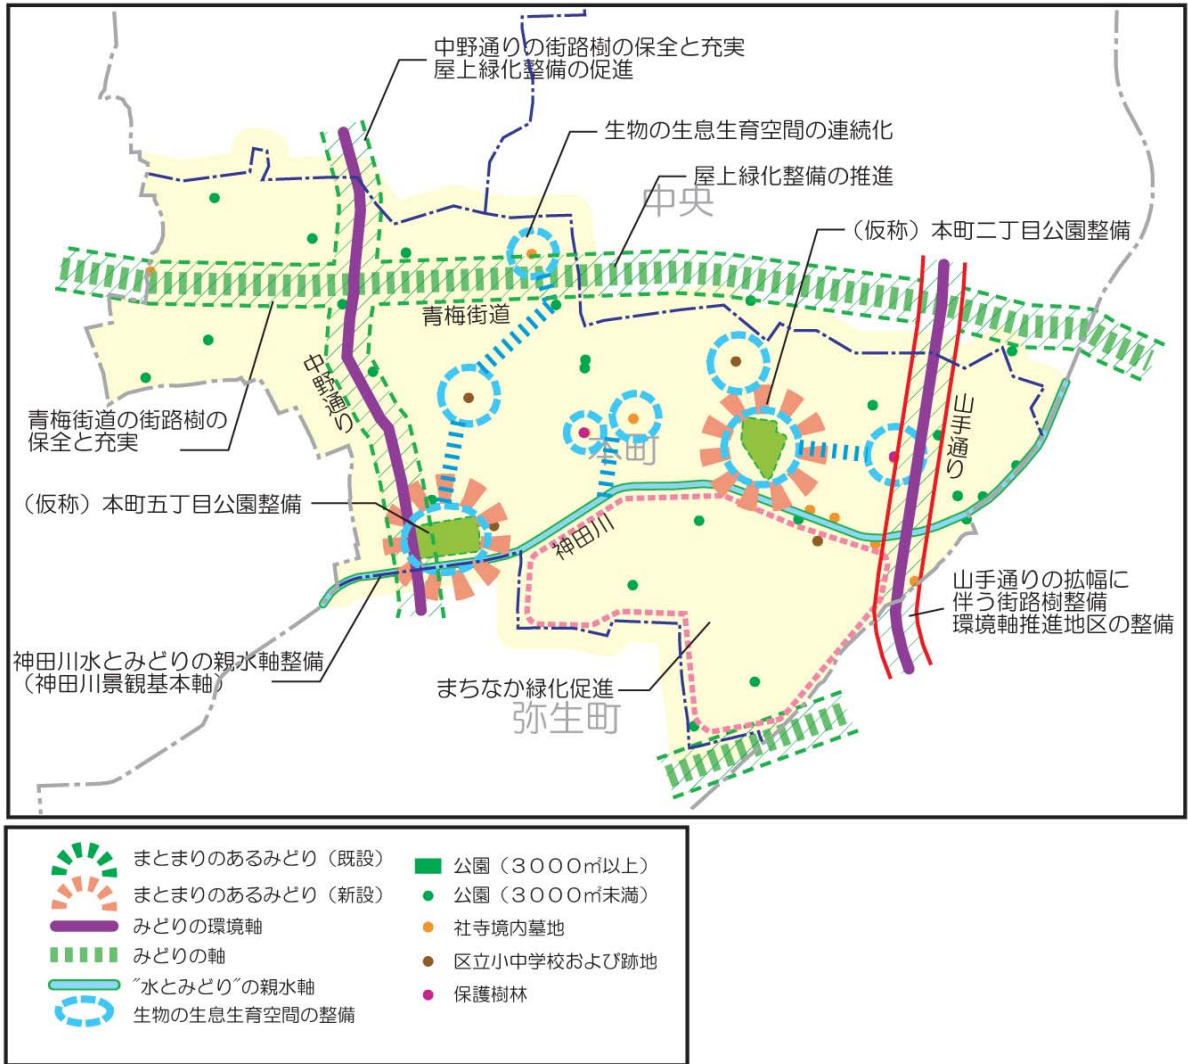 中野通りの街路樹の保全と充実
屋上緑化整備の促進
生物の生息生育空間の連続化
屋上緑化整備の推進
中央
（仮称）本町二丁目公園整備
青梅街道
中野通り
山手通り
青梅街道の街路樹の
保全と充実
本町
（仮称）本町五丁目公園整備
神田川
山手通りの拡幅に
伴う街路樹整備
環境軸推進地区の整備
神田川水とみどりの親水軸整備
（神田川景観基本軸）
まちなか緑化促進
弥生町
まとまりのあるみどり（既設）
まとまりのあるみどり（新設）
みどりの環境軸
みどりの軸
"水とみどり"の親水軸
生物の生息生育空間の整備
公園（３０００㎡以上）
公園（３０００㎡未満）
社寺境内墓地
区立小中学校および跡地
保護樹林